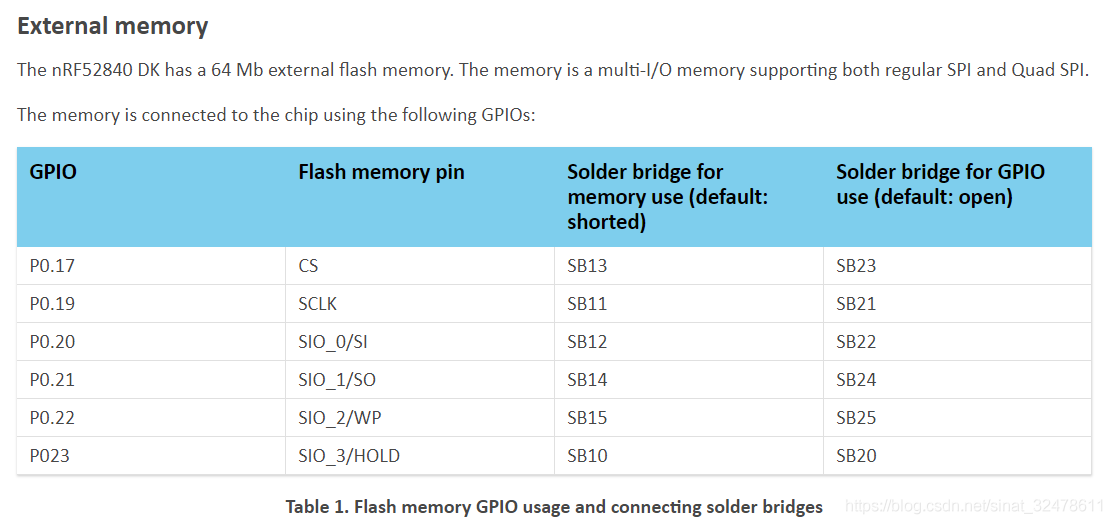 External memory
The nRF52840 DK has a 64 Mb external flash memory. The memory is a multi-I/O memory supporting both regular SPI and Quad SPI.
The memory is connected to the chip using the following GPIOs:
GPIO Flash memory pin Solder bridge for memory use (default: shorted) Solder bridge for GPIO use (default: open)
P0.17 CS SB13 SB23
P0.19 SCLK SB11 SB21
P0.20 SIO_0/SI SB12 SB22
P0.21 SIO_1/SO SB14 SB24
P0.22 SIO_2/WP SB15 SB25
P023 SIO_3/HOLD SB10 SB20
Table 1. Flash memory GPIO usage and connecting solder bridges
https://blog.csdn.net/sinat_32478611